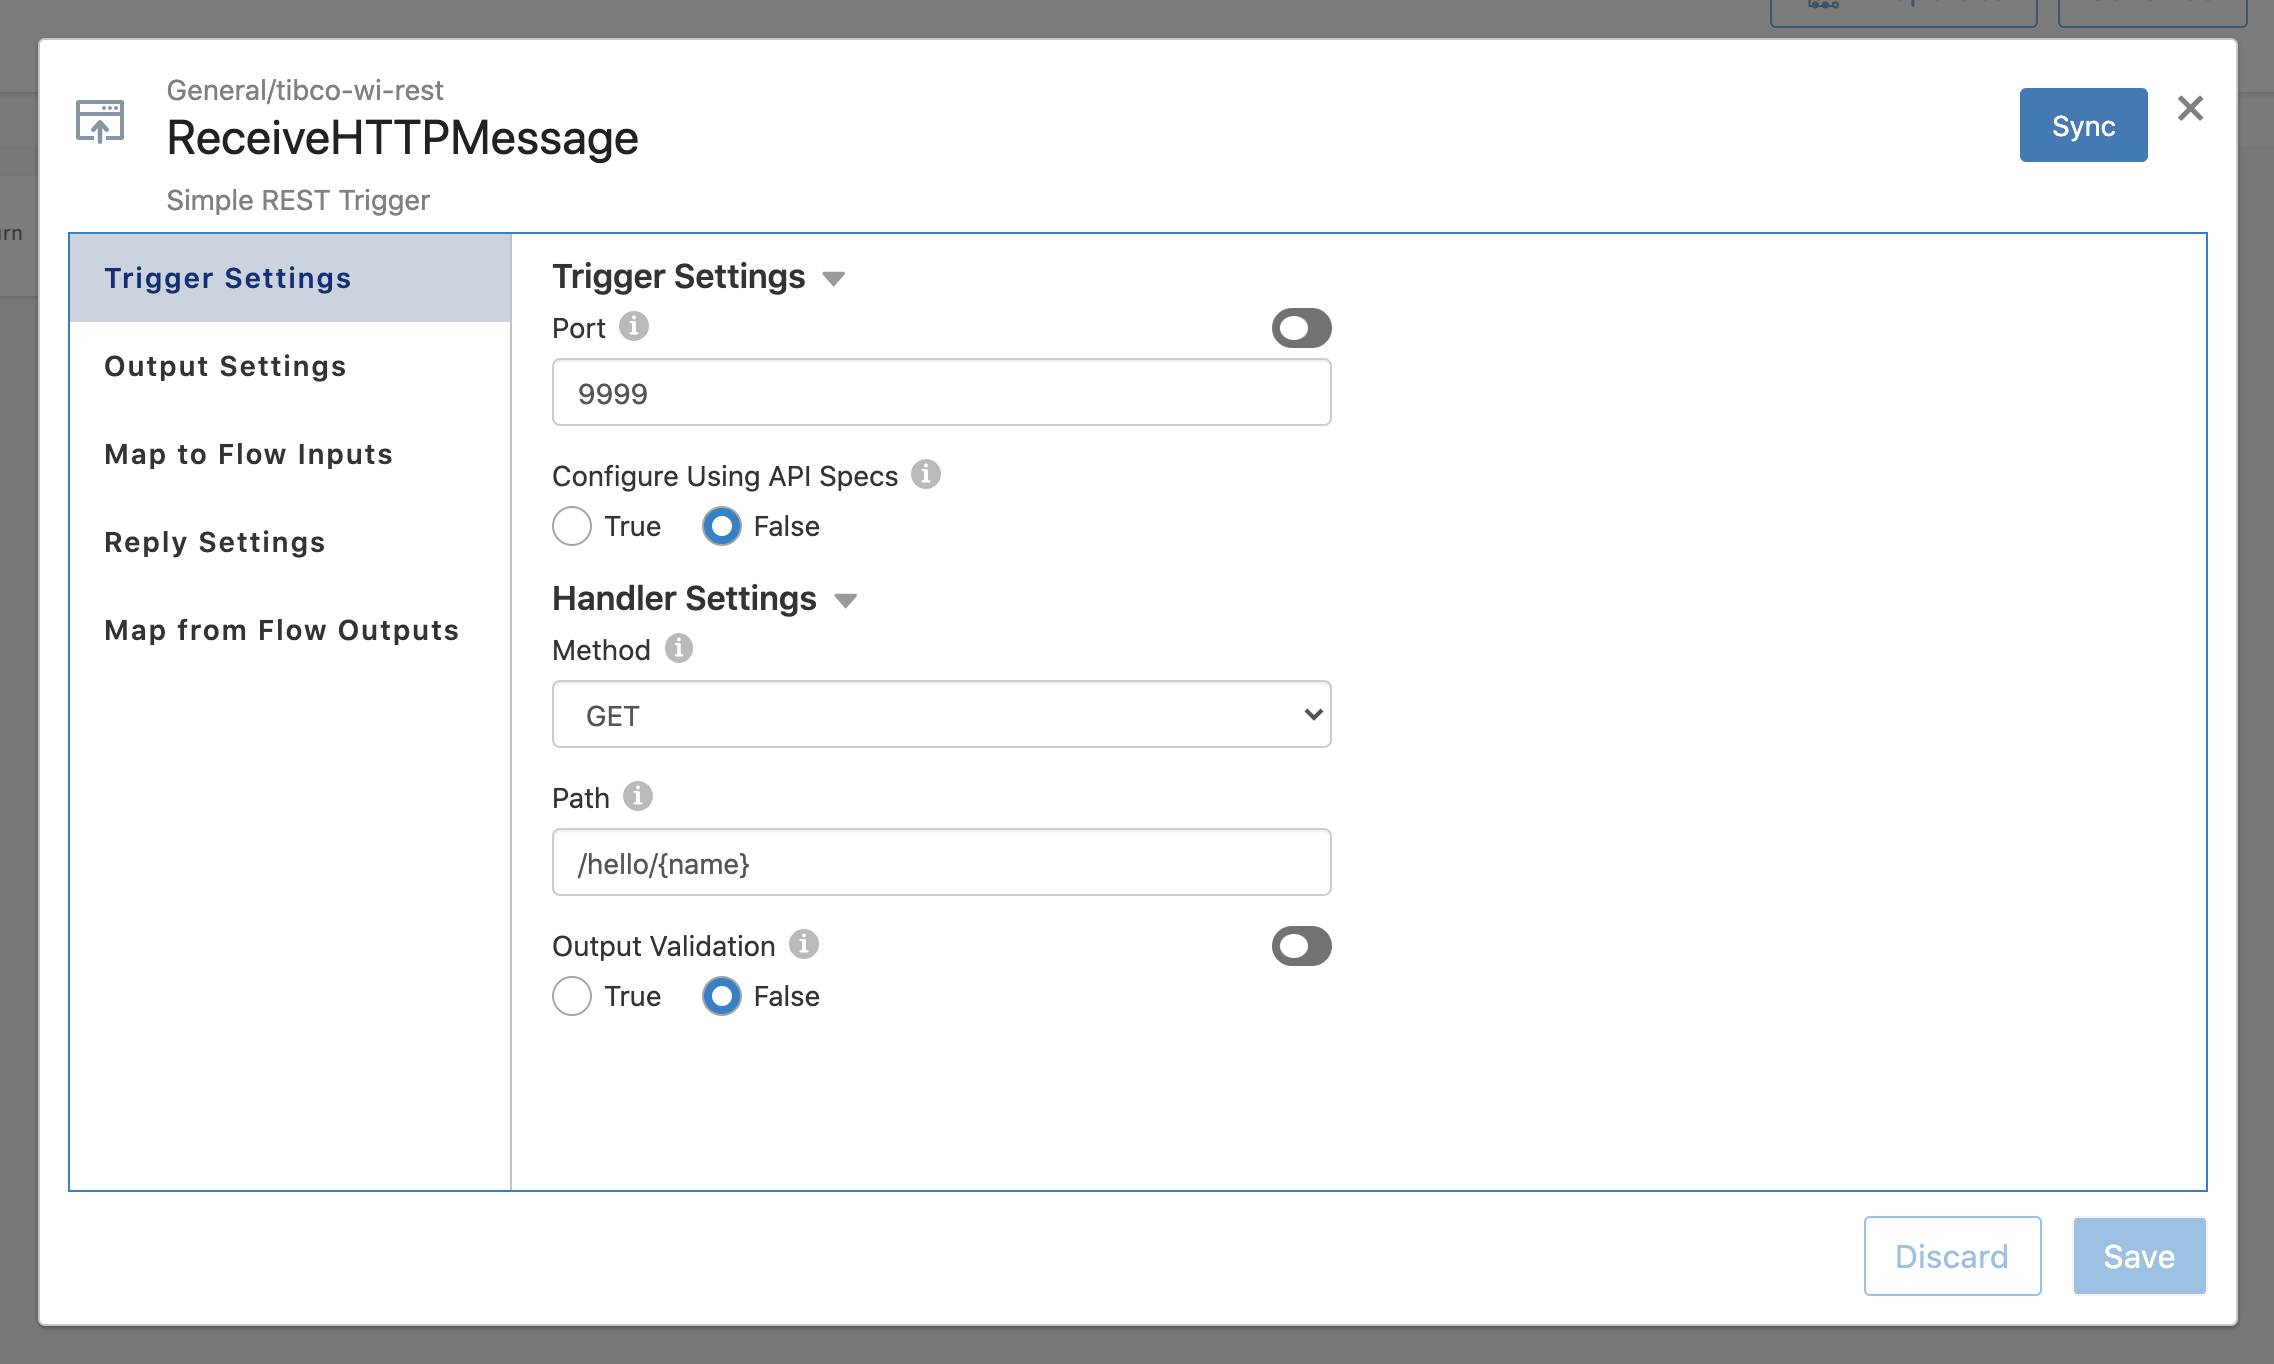 General/tibco-wi-rest
ReceiveHTTPMessage
Simple REST Trigger
Sync
Trigger Settings
Output Settings
Map to Flow Inputs
Reply Settings
Map from Flow Outputs
Trigger Settings
Port
9999
Configure Using API Specs
True False
Handler Settings
Method
GET
Path
/hello/{name}
Output Validation
True False
Discard Save